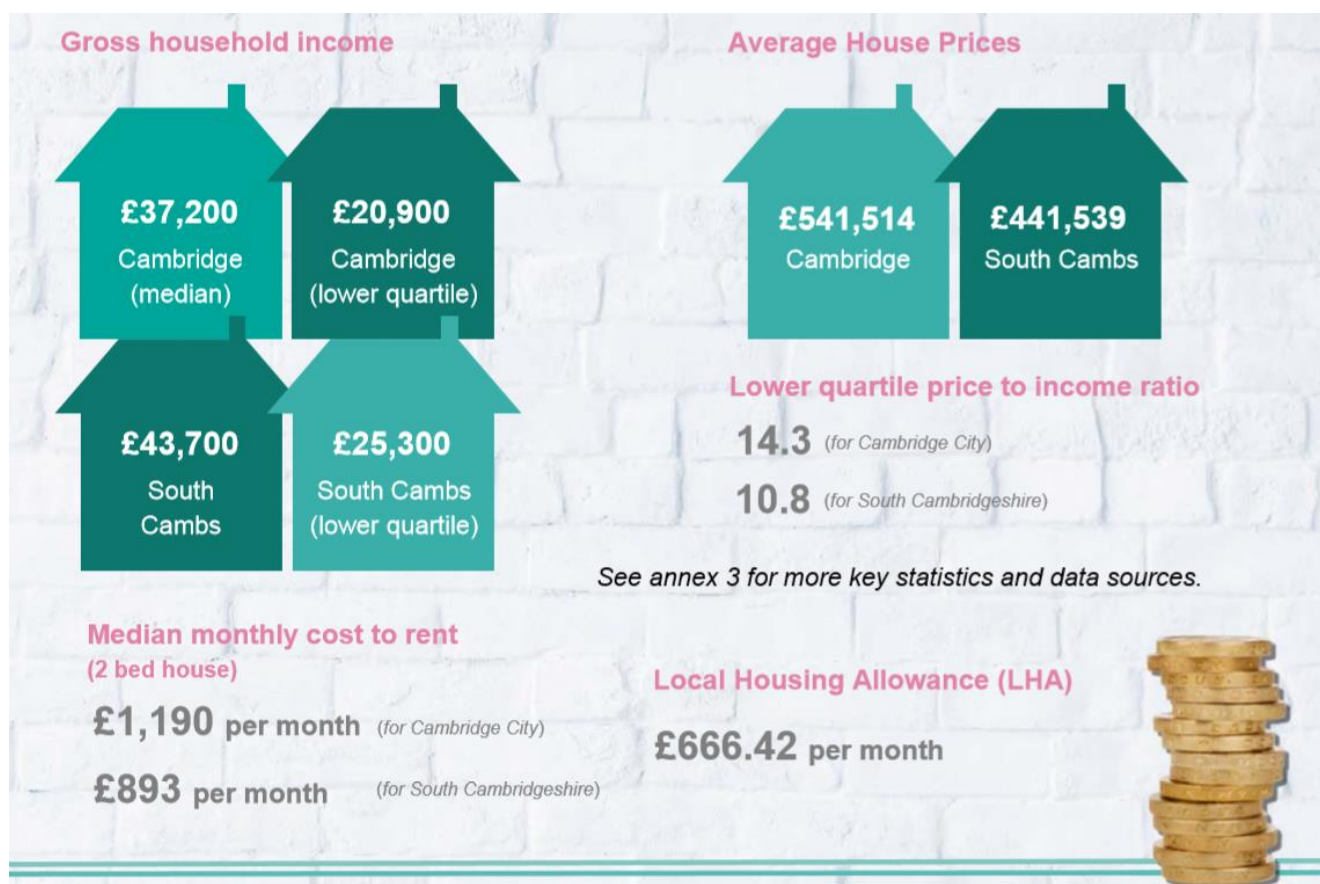 Gross household income
£37,200
Cambridge
(median)
£20,900
Cambridge
(lower quartile)
£43,700
South
Cambs
£25,300
South Cambs
(lower quartile)
Average House Prices
£541,514
Cambridge
£441,539
South Cambs
Lower quartile price to income ratio
14.3 (for Cambridge City)
10.8 (for South Cambridgeshire)
See annex 3 for more key statistics and data sources.
Median monthly cost to rent
(2 bed house)
£1,190 per month (for Cambridge City)
£893 per month (for South Cambridgeshire)
Local Housing Allowance (LHA)
£666.42 per month